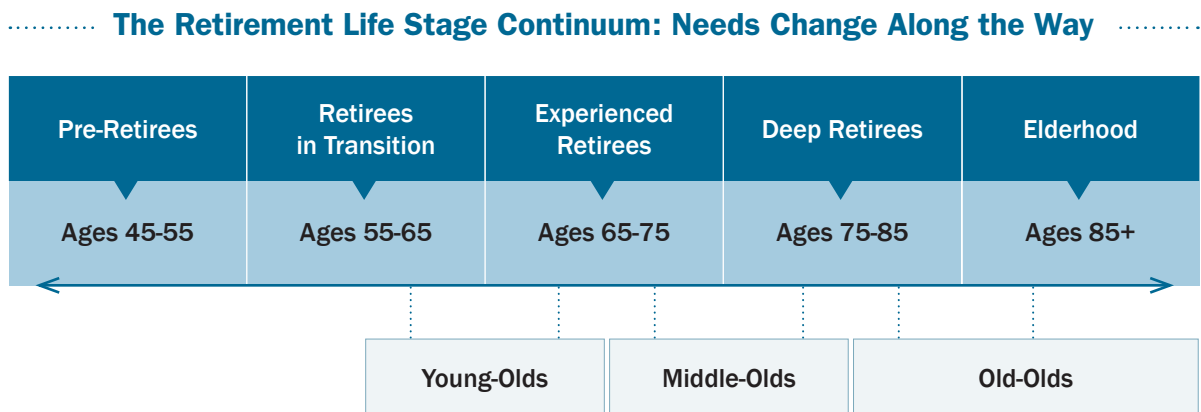 The Retirement Life Stage Continuum: Needs Change Along the Way
Pre-Retirees
Retirees
in Transition
Experienced
Retirees
Deep Retirees
Elderhood
Ages 45-55
Ages 55-65
Ages 65-75
Ages 75-85
Ages 85+
Young-Olds
Middle-Olds
Old-Olds